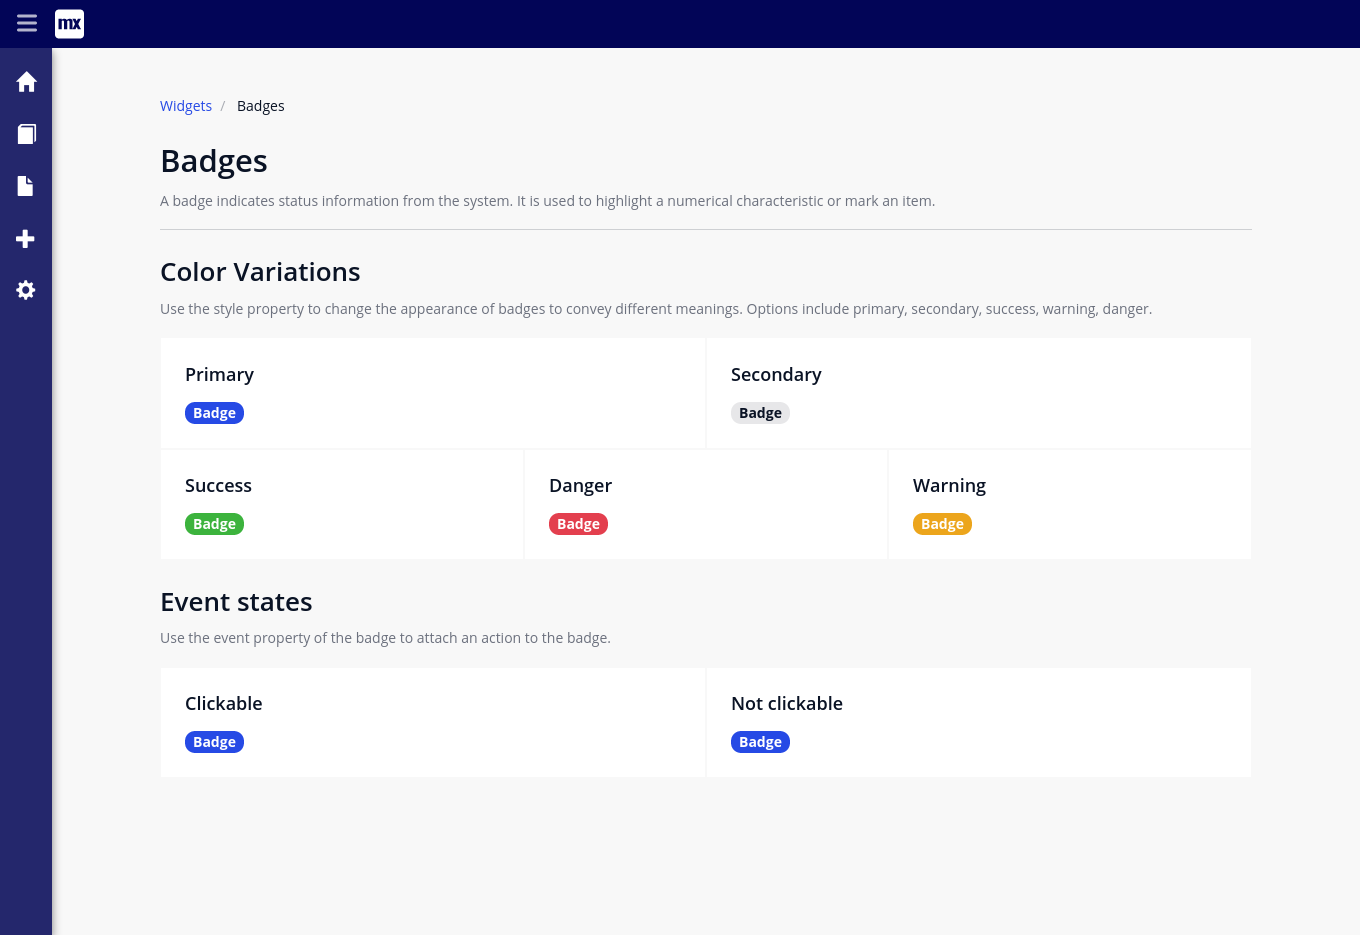 mx
Widgets / Badges
Badges
A badge indicates status information from the system. It is used to highlight a numerical characteristic or mark an item.
Color Variations
Use the style property to change the appearance of badges to convey different meanings. Options include primary, secondary, success, warning, danger.
Primary
Badge
Secondary
Badge
Success
Badge
Danger
Badge
Warning
Badge
Event states
Use the event property of the badge to attach an action to the badge.
Clickable
Badge
Not clickable
Badge